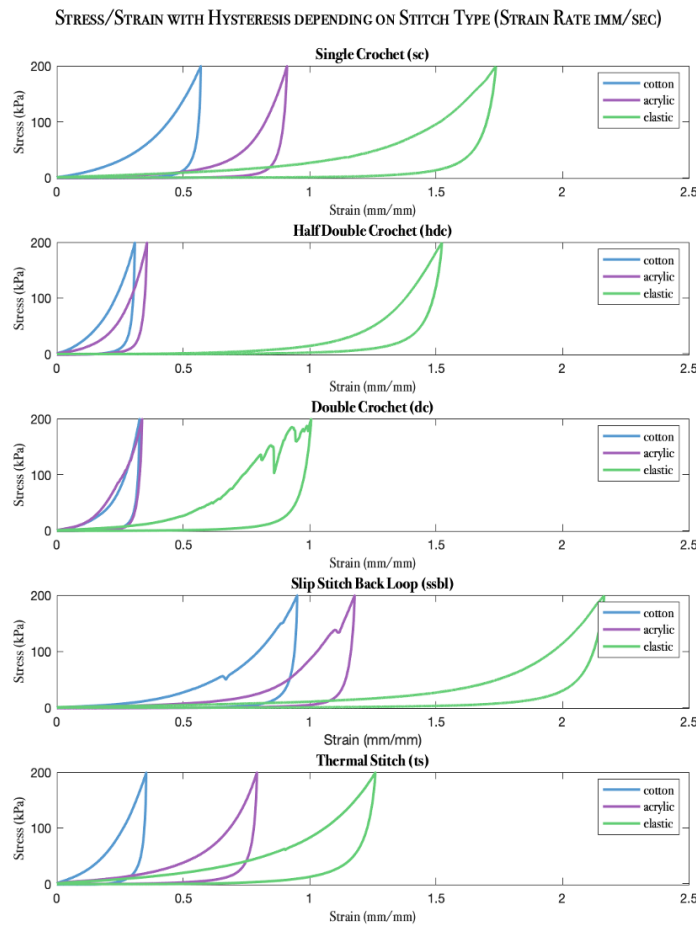 Stress/Strain with Hysteresis depending on Stitch Type (Strain Rate 1mm/sec)
Single Crochet (sc)
Stress (kPa)
200
100
0
cotton
acrylic
elastic
0 0.5 1 1.5 2 2.5
Strain (mm/mm)
Half Double Crochet (hdc)
Stress (kPa)
200
100
0
cotton
acrylic
elastic
0 0.5 1 1.5 2 2.5
Strain (mm/mm)
Double Crochet (dc)
Stress (kPa)
200
100
0
cotton
acrylic
elastic
0 0.5 1 1.5 2 2.5
Strain (mm/mm)
Slip Stitch Back Loop (ssbl)
Stress (kPa)
200
100
0
cotton
acrylic
elastic
0 0.5 1 1.5 2 2.5
Strain (mm/mm)
Thermal Stitch (ts)
Stress (kPa)
200
100
0
cotton
acrylic
elastic
0 0.5 1 1.5 2 2.5
Strain (mm/mm)